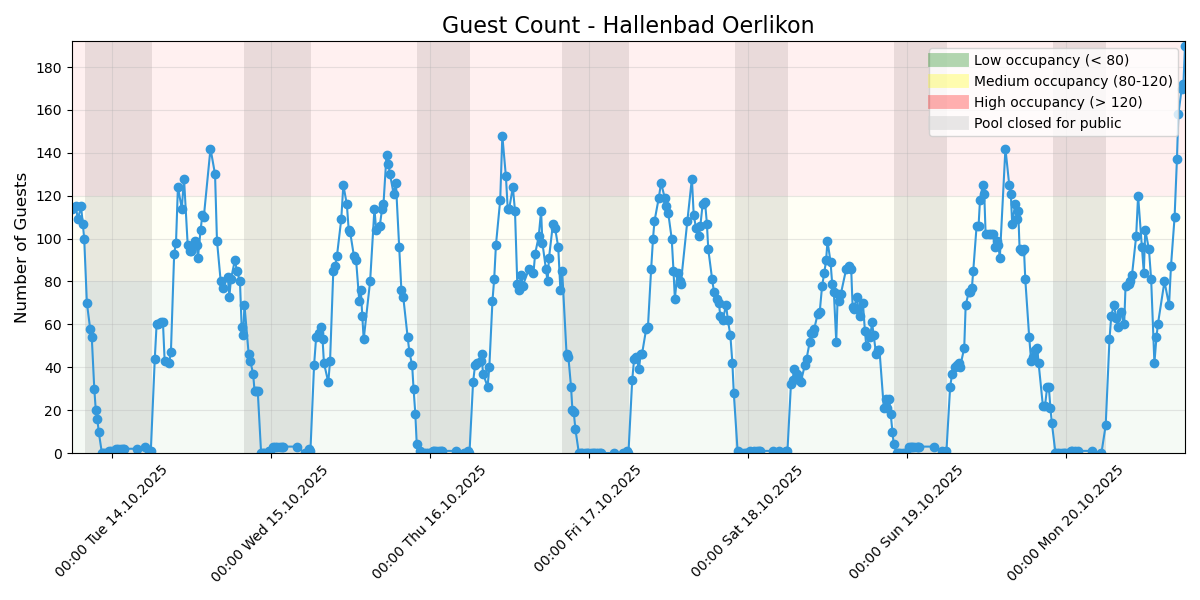 Guest Count - Hallenbad Oerlikon
Number of Guests
180
160
140
120
100
80
60
40
20
0
Low occupancy (< 80)
Medium occupancy (80-120)
High occupancy (> 120)
Pool closed for public
00:00 Tue 14.10.2025
00:00 Wed 15.10.2025
00:00 Thu 16.10.2025
00:00 Fri 17.10.2025
00:00 Sat 18.10.2025
00:00 Sun 19.10.2025
00:00 Mon 20.10.2025